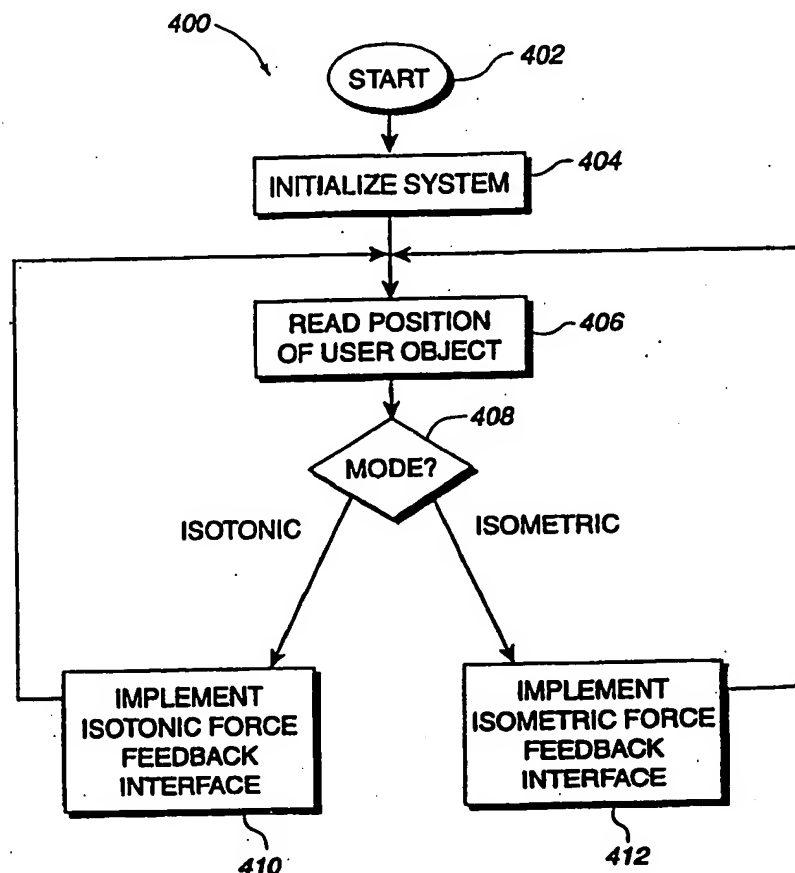 400
START
402
INITIALIZE SYSTEM
404
READ POSITION
OF USER OBJECT
406
408
MODE?
ISOTONIC
ISOMETRIC
IMPLEMENT
ISOTONIC FORCE
FEEDBACK
INTERFACE
IMPLEMENT
ISOMETRIC FORCE
FEEDBACK
INTERFACE
410
412